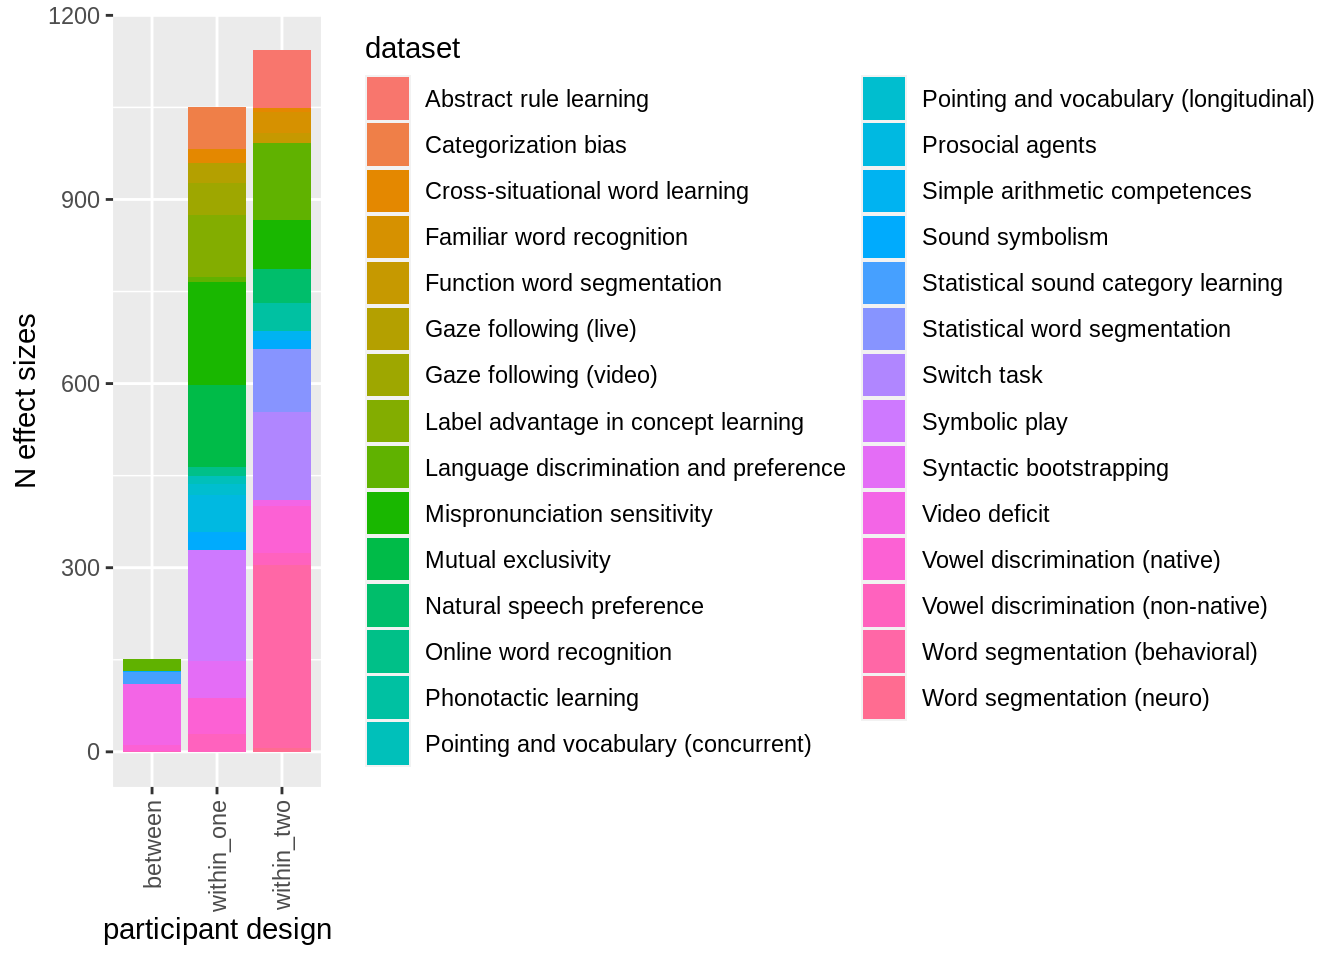 1200
900
600
300
0
N effect sizes
between
within_one
within_two
participant design
dataset
Abstract rule learning
Categorization bias
Cross-situational word learning
Familiar word recognition
Function word segmentation
Gaze following (live)
Gaze following (video)
Label advantage in concept learning
Language discrimination and preference
Mispronunciation sensitivity
Mutual exclusivity
Natural speech preference
Online word recognition
Phonotactic learning
Pointing and vocabulary (concurrent)
Pointing and vocabulary (longitudinal)
Prosocial agents
Simple arithmetic competences
Sound symbolism
Statistical sound category learning
Statistical word segmentation
Switch task
Symbolic play
Syntactic bootstrapping
Video deficit
Vowel discrimination (native)
Vowel discrimination (non-native)
Word segmentation (behavioral)
Word segmentation (neuro)